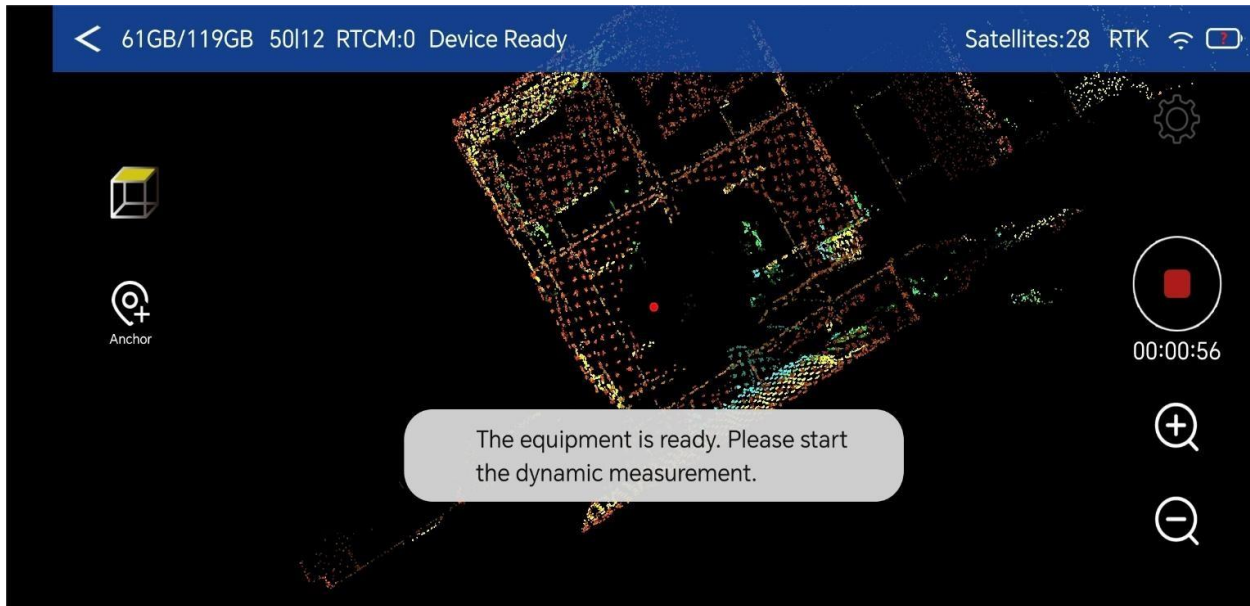 61GB/119GB 50|12 RTCM:0 Device Ready Satellites:28 RTK ?
Anchor
00:00:56
The equipment is ready. Please start
the dynamic measurement.